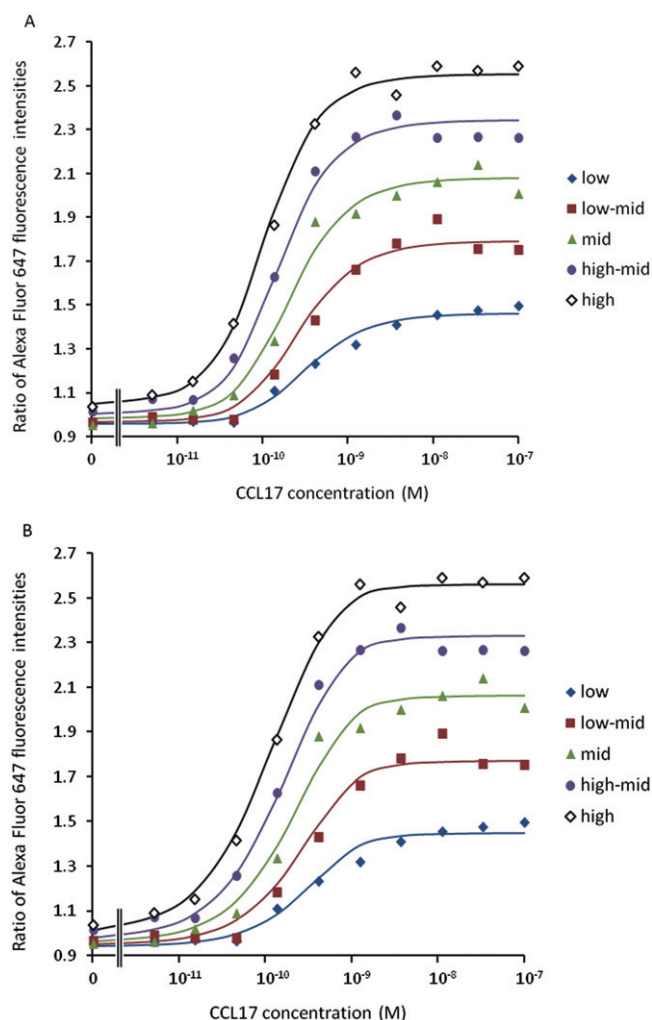 A
Ratio of Alexa Fluor 647 fluorescence intensities
2.7
2.5
2.3
2.1
1.9
1.7
1.5
1.3
1.1
0.9
0
10⁻¹¹
10⁻¹⁰
10⁻⁹
10⁻⁸
10⁻⁷
CCL17 concentration (M)
low
low-mid
mid
high-mid
high
B
Ratio of Alexa Fluor 647 fluorescence intensities
2.7
2.5
2.3
2.1
1.9
1.7
1.5
1.3
1.1
0.9
0
10⁻¹¹
10⁻¹⁰
10⁻⁹
10⁻⁸
10⁻⁷
CCL17 concentration (M)
low
low-mid
mid
high-mid
high